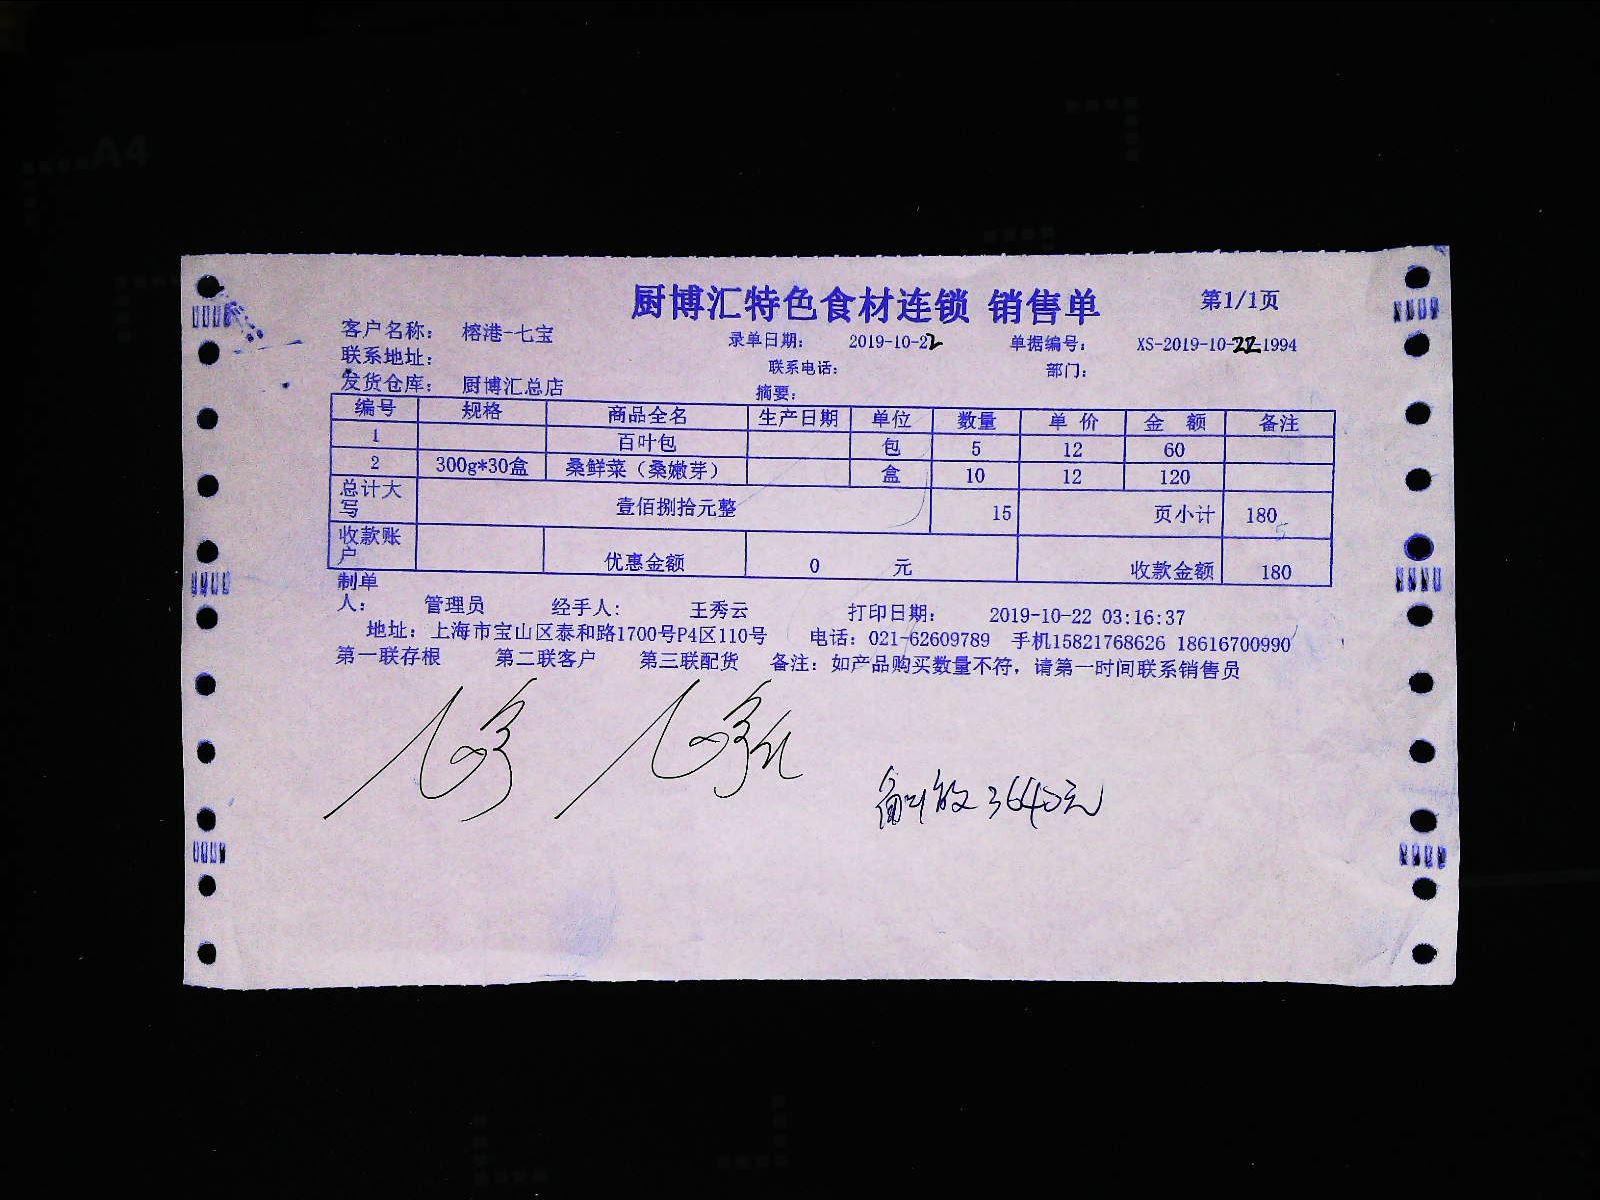 厨博汇特色食材连锁 销售单 第1/1页
客户名称: 榕港-七宝 录单日期: 2019-10-22 单据编号: XS-2019-10-22-1994
联系地址: 联系电话: 部门:
发货仓库: 厨博汇总店 摘要:
编号 规格 商品全名 生产日期 单位 数量 单价 金额 备注
1 百叶包 包 5 12 60
2 300g*30盒 桑鲜菜（桑嫩芽） 盒 10 12 120
总计大写 壹佰捌拾元整 15 页小计 180
收款账户 优惠金额 0 元 收款金额 180
制单人: 管理员 经手人: 王秀云 打印日期: 2019-10-22 03:16:37
地址: 上海市宝山区泰和路1700号P4区110号 电话: 021-62609789 手机15821768626 18616700990
第一联存根 第二联客户 第三联配货 备注: 如产品购买数量不符, 请第一时间联系销售员